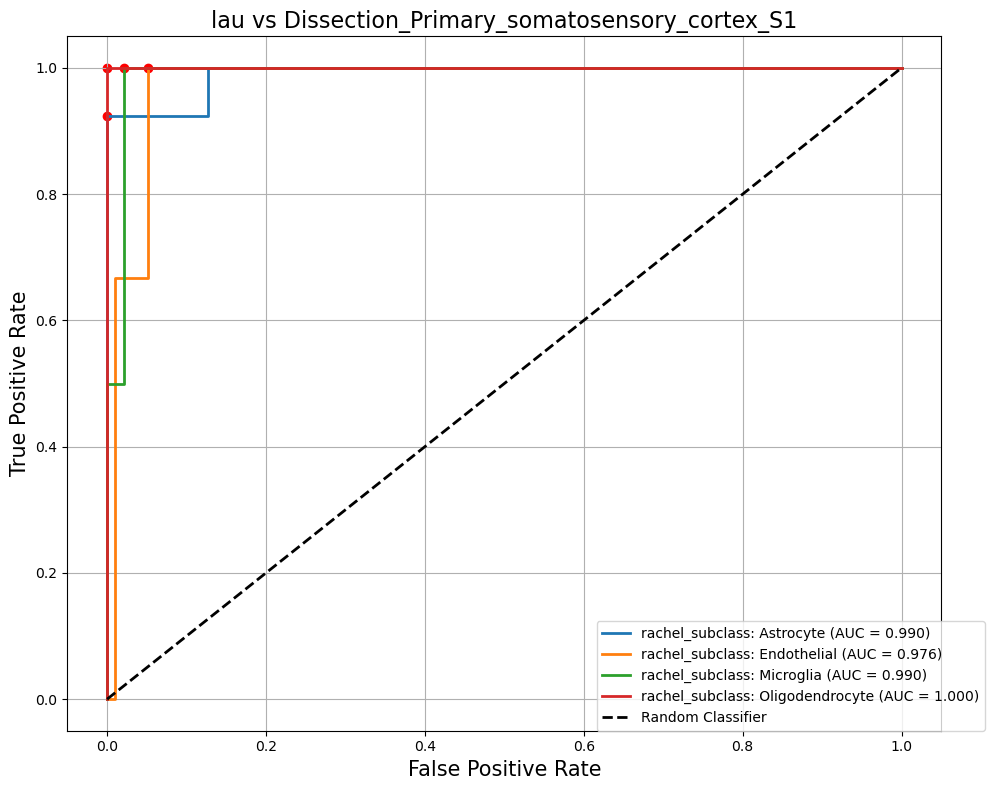 lau vs Dissection_Primary_somatosensory_cortex_S1
True Positive Rate
1.0
0.8
0.6
0.4
0.2
0.0
0.0 0.2 0.4 0.6 0.8 1.0
False Positive Rate
rachel_subclass: Astrocyte (AUC = 0.990)
rachel_subclass: Endothelial (AUC = 0.976)
rachel_subclass: Microglia (AUC = 0.990)
rachel_subclass: Oligodendrocyte (AUC = 1.000)
Random Classifier